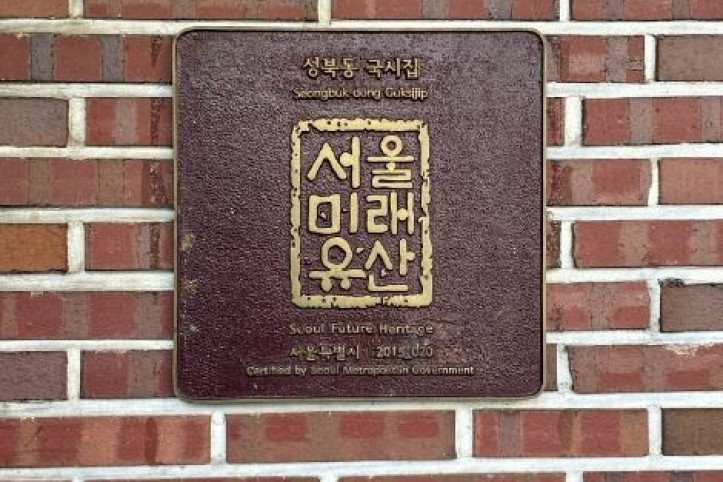 성북동 국시집
Seongbuk-dong Guksijip
서울
미래
유산
Seoul Future Heritage
서울특별시 2015-020
Certified by Seoul Metropolitan Government